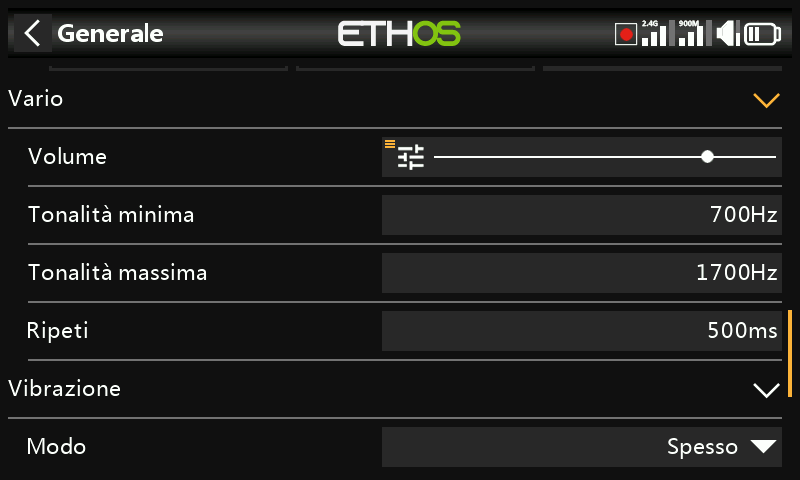 Generale
ETHOS
2.4G
900M
Vario
Volume
Tonalità minima
700Hz
Tonalità massima
1700Hz
Ripeti
500ms
Vibrazione
Modo
Spesso